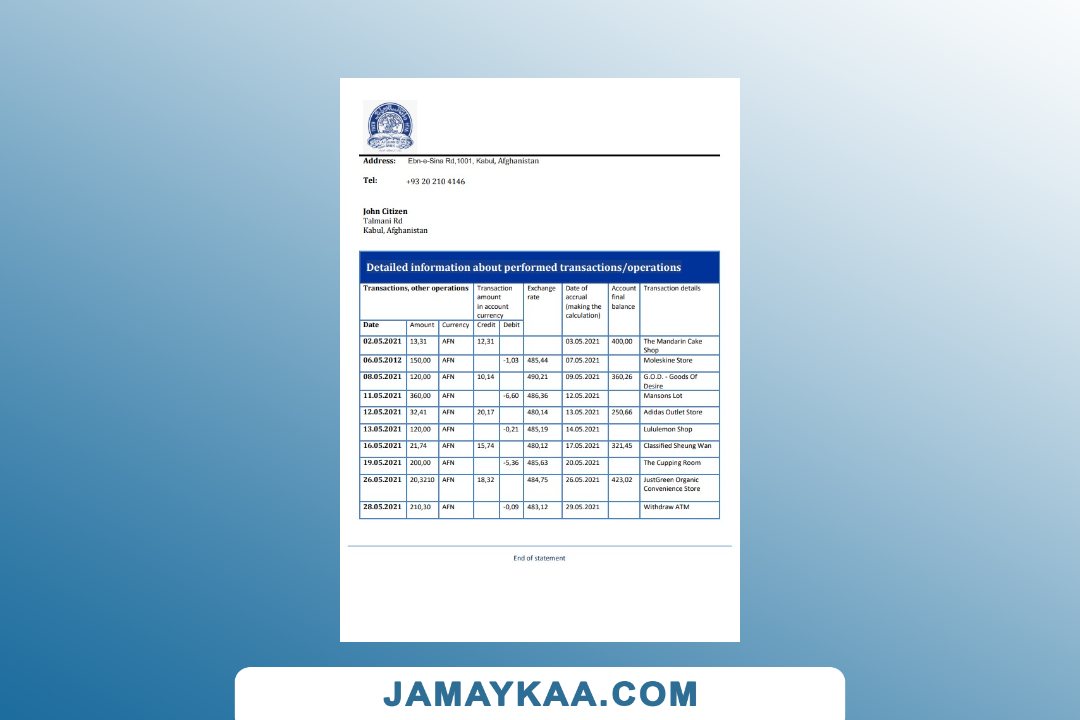 Address: Ebn-e-Sina Rd,1001, Kabul, Afghanistan
Tel: +93 20 210 4146
John Citizen
Talmani Rd
Kabul, Afghanistan
Detailed information about performed transactions/operations
Transactions, other operations Transaction amount in account currency Exchange rate Date of accrual (making the calculation) Account final balance Transaction details
Date Amount Currency Credit Debit
02.05.2021 13,31 AFN 12,31 03.05.2021 400,00 The Mandarin Cake Shop
06.05.2012 150,00 AFN -1,03 485,44 07.05.2021 Moleskine Store
08.05.2021 120,00 AFN 10,14 490,21 09.05.2021 360,26 G.O.D. - Goods Of Desire
11.05.2021 360,00 AFN -6,60 486,36 12.05.2021 Mansons Lot
12.05.2021 32,41 AFN 20,17 480,14 13.05.2021 250,66 Adidas Outlet Store
13.05.2021 120,00 AFN -0,21 485,19 14.05.2021 Lululemon Shop
16.05.2021 21,74 AFN 15,74 480,12 17.05.2021 321,45 Classified Sheung Wan
19.05.2021 200,00 AFN -5,36 485,63 20.05.2021 The Cupping Room
26.05.2021 20,3210 AFN 18,32 484,75 26.05.2021 423,02 JustGreen Organic Convenience Store
28.05.2021 210,30 AFN -0,09 483,12 29.05.2021 Withdraw ATM
End of statement
JAMAYKAA.COM